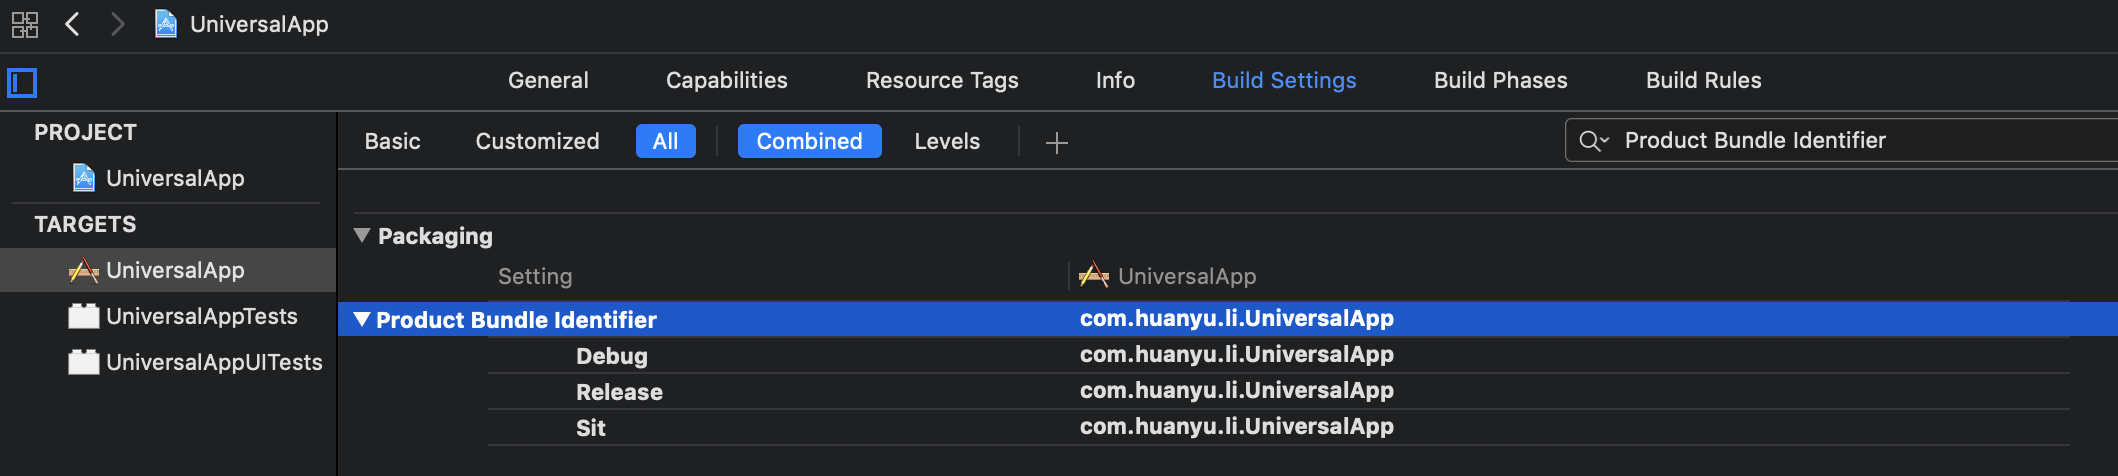 UniversalApp
General Capabilities Resource Tags Info Build Settings Build Phases Build Rules
PROJECT
UniversalApp
TARGETS
UniversalApp
UniversalAppTests
UniversalAppUITests
Basic Customized All Combined Levels
Product Bundle Identifier
Packaging
Setting UniversalApp
Product Bundle Identifier com.huanyu.li.UniversalApp
Debug com.huanyu.li.UniversalApp
Release com.huanyu.li.UniversalApp
Sit com.huanyu.li.UniversalApp